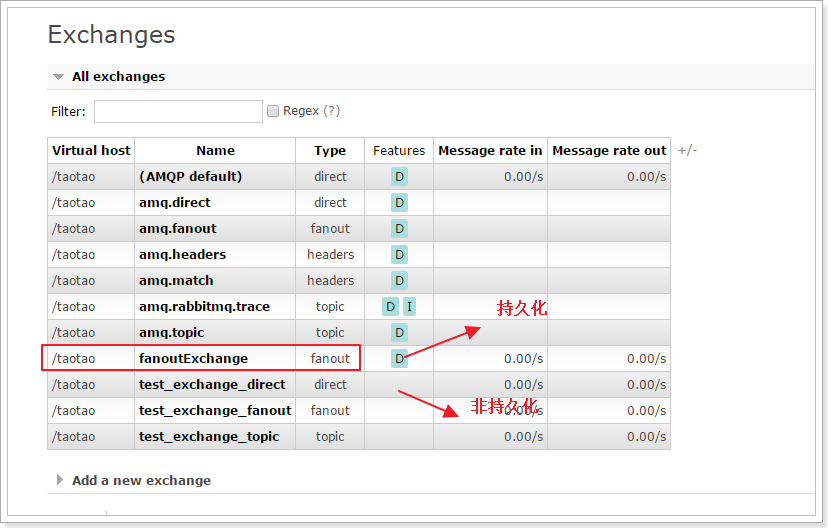 Exchanges
All exchanges
Filter: Regex (?)
Virtual host Name Type Features Message rate in Message rate out +/-
/taotao (AMQP default) direct D 0.00/s 0.00/s
/taotao amq.direct direct D
/taotao amq.fanout fanout D
/taotao amq.headers headers D
/taotao amq.match headers D
/taotao amq.rabbitmq.trace topic D I 持久化
/taotao amq.topic topic D
/taotao fanoutExchange fanout D 0.00/s 0.00/s
/taotao test_exchange_direct direct 0.00/s 0.00/s
/taotao test_exchange_fanout fanout 非持久化 0.00/s 0.00/s
/taotao test_exchange_topic topic 0.00/s 0.00/s
Add a new exchange